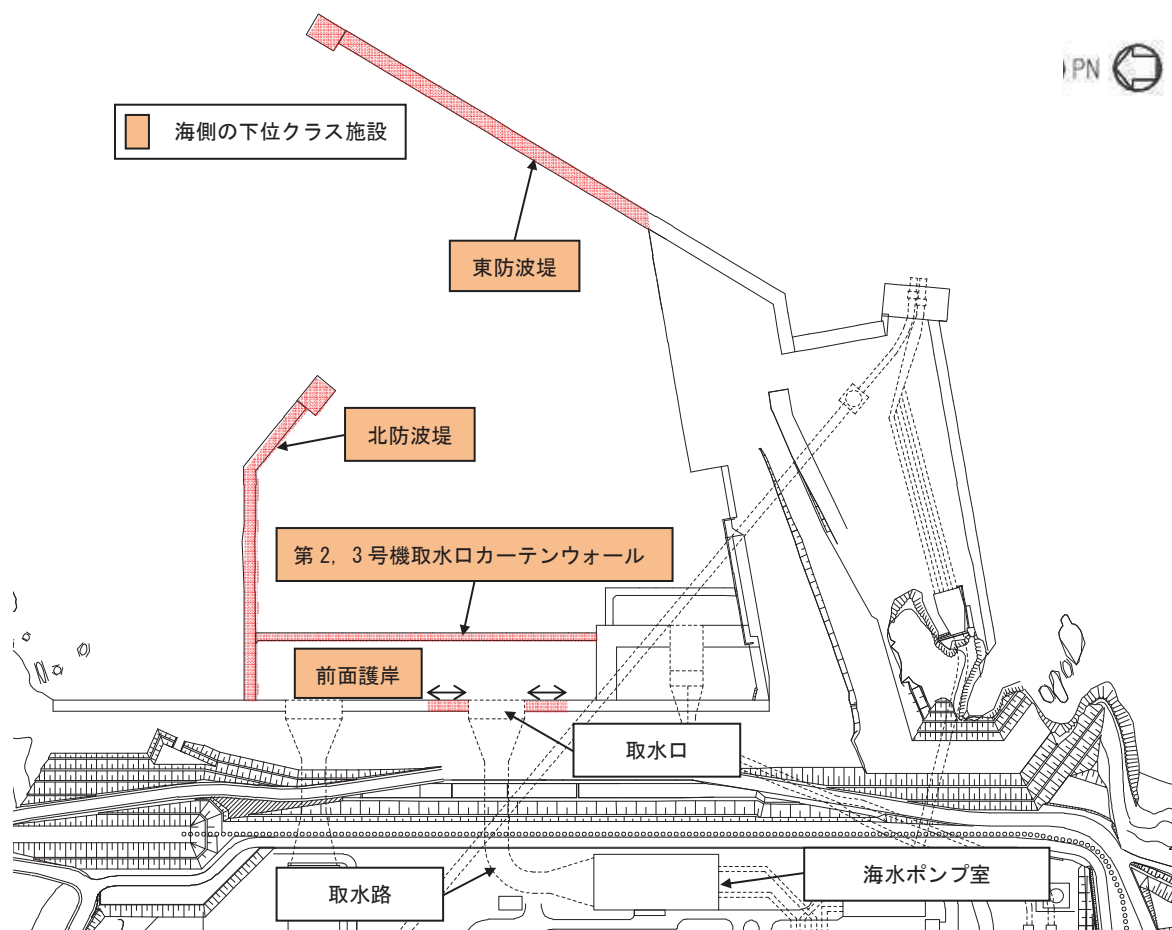 PN
海側の下位クラス施設
東防波堤
北防波堤
第2,3号機取水口カーテンウォール
前面護岸
取水口
取水路
海水ポンプ室